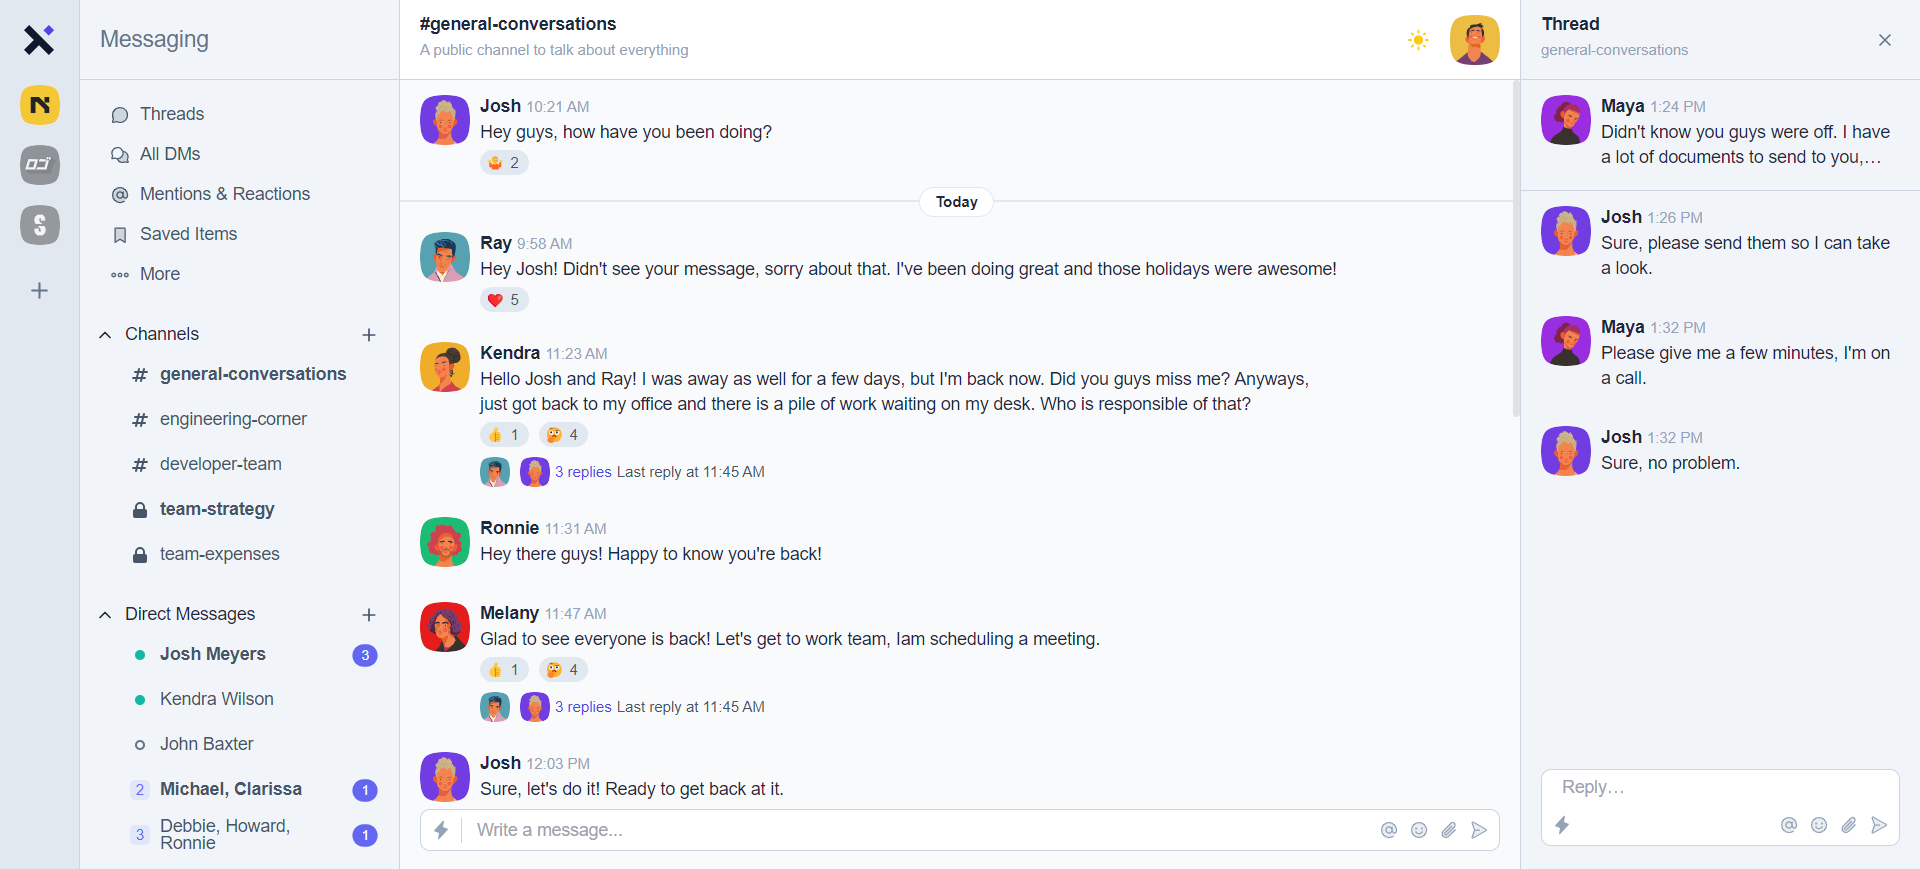 Messaging
Threads
All DMs
Mentions & Reactions
Saved Items
More
Channels
# general-conversations
# engineering-corner
# developer-team
team-strategy
team-expenses
Direct Messages
Josh Meyers 3
Kendra Wilson
John Baxter
2 Michael, Clarissa 1
3 Debbie, Howard, 1
Ronnie
#general-conversations
A public channel to talk about everything
Josh 10:21 AM
Hey guys, how have you been doing?
2
Today
Ray 9:58 AM
Hey Josh! Didn't see your message, sorry about that. I've been doing great and those holidays were awesome!
5
Kendra 11:23 AM
Hello Josh and Ray! I was away as well for a few days, but I'm back now. Did you guys miss me? Anyways,
just got back to my office and there is a pile of work waiting on my desk. Who is responsible of that?
1 4
3 replies Last reply at 11:45 AM
Ronnie 11:31 AM
Hey there guys! Happy to know you're back!
Melany 11:47 AM
Glad to see everyone is back! Let's get to work team, Iam scheduling a meeting.
1 4
3 replies Last reply at 11:45 AM
Josh 12:03 PM
Sure, let's do it! Ready to get back at it.
Write a message...
Thread
general-conversations
Maya 1:24 PM
Didn't know you guys were off. I have
a lot of documents to send to you,…
Josh 1:26 PM
Sure, please send them so I can take
a look.
Maya 1:32 PM
Please give me a few minutes, I'm on
a call.
Josh 1:32 PM
Sure, no problem.
Reply…